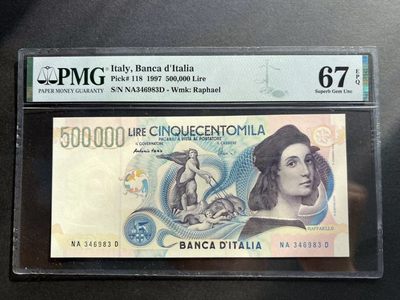 PMG
PAPER MONEY GUARANTY
Italy, Banca d'Italia
Pick# 118 1997 500,000 Lire
S/N NA346983D - Wmk: Raphael
67 EPQ
Superb Gem Unc
500000 LIRE CINQUECENTOMILA
PAGABILI A VISTA AL PORTATORE
IL GOVERNATORE
IL CASSIERE
RAFFAELLO
NA 346983 D
BANCA D'ITALIA
NA 346983 D